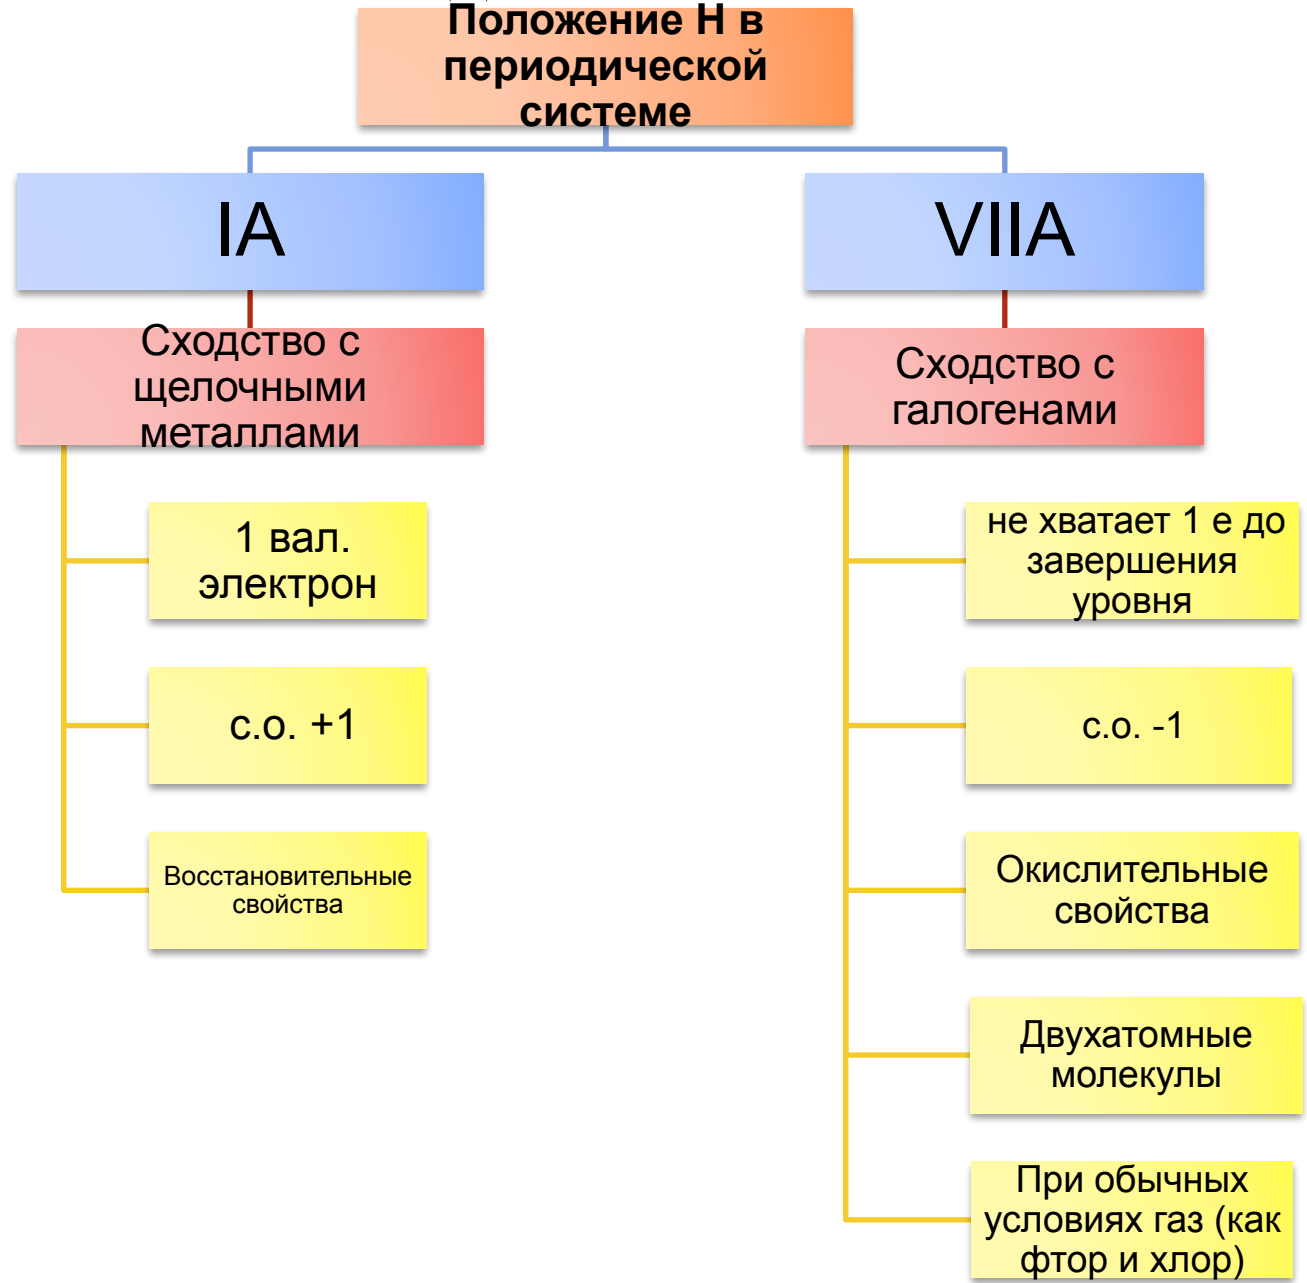 Положение Н в
периодической
системе
IA
VIIA
Сходство с
щелочными
металлами
Сходство с
галогенами
1 вал.
электрон
с.о. +1
Восстановительные
свойства
не хватает 1 е до
завершения
уровня
с.о. -1
Окислительные
свойства
Двухатомные
молекулы
При обычных
условиях газ (как
фтор и хлор)